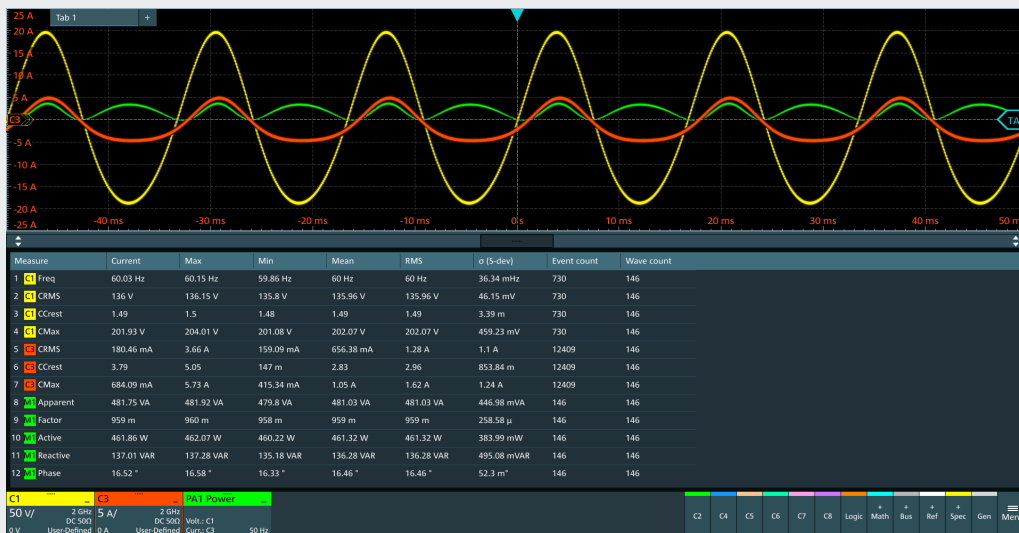 25 A
Tab 1 +
20 A
15 A
10 A
5 A
C3
TA
-5 A
-10 A
-15 A
-20 A
-25 A
-40 ms -30 ms -20 ms -10 ms 0 s 10 ms 20 ms 30 ms 40 ms 50 m
Measure Current Max Min Mean RMS σ (S-dev) Event count Wave count
1 C1 Freq 60.03 Hz 60.15 Hz 59.86 Hz 60 Hz 60 Hz 36.34 mHz 730 146
2 C1 CRMS 136 V 136.15 V 135.8 V 135.96 V 135.96 V 46.15 mV 730 146
3 C1 CCrest 1.49 1.5 1.48 1.49 1.49 3.39 m 730 146
4 C1 CMax 201.93 V 204.01 V 201.08 V 202.07 V 202.07 V 459.23 mV 730 146
5 C3 CRMS 180.46 mA 3.66 A 159.09 mA 656.38 mA 1.28 A 1.1 A 12409 146
6 C3 CCrest 3.79 5.05 147 m 2.83 2.96 853.84 m 12409 146
7 C3 CMax 684.09 mA 5.73 A 415.34 mA 1.05 A 1.62 A 1.24 A 12409 146
8 M1 Apparent 481.75 VA 481.92 VA 479.8 VA 481.03 VA 481.03 VA 446.98 mVA 146 146
9 M1 Factor 959 m 960 m 958 m 959 m 959 m 258.58 µ 146 146
10 M1 Active 461.86 W 462.07 W 460.22 W 461.32 W 461.32 W 383.99 mW 146 146
11 M1 Reactive 137.01 VAR 137.28 VAR 135.18 VAR 136.28 VAR 136.28 VAR 495.08 mVAR 146 146
12 M1 Phase 16.52 ° 16.58 ° 16.33 ° 16.46 ° 16.46 ° 52.3 m° 146 146
C1 C3 PA1 Power
50 V/ 2 GHz 5 A/ 2 GHz
DC 50Ω DC 50Ω Volt.: C1
0 V User-Defined 0 A User-Defined Curr.: C3 50 Hz
C2 C4 C5 C6 C7 C8 Logic + Math + Bus + Ref + Spec Gen Men